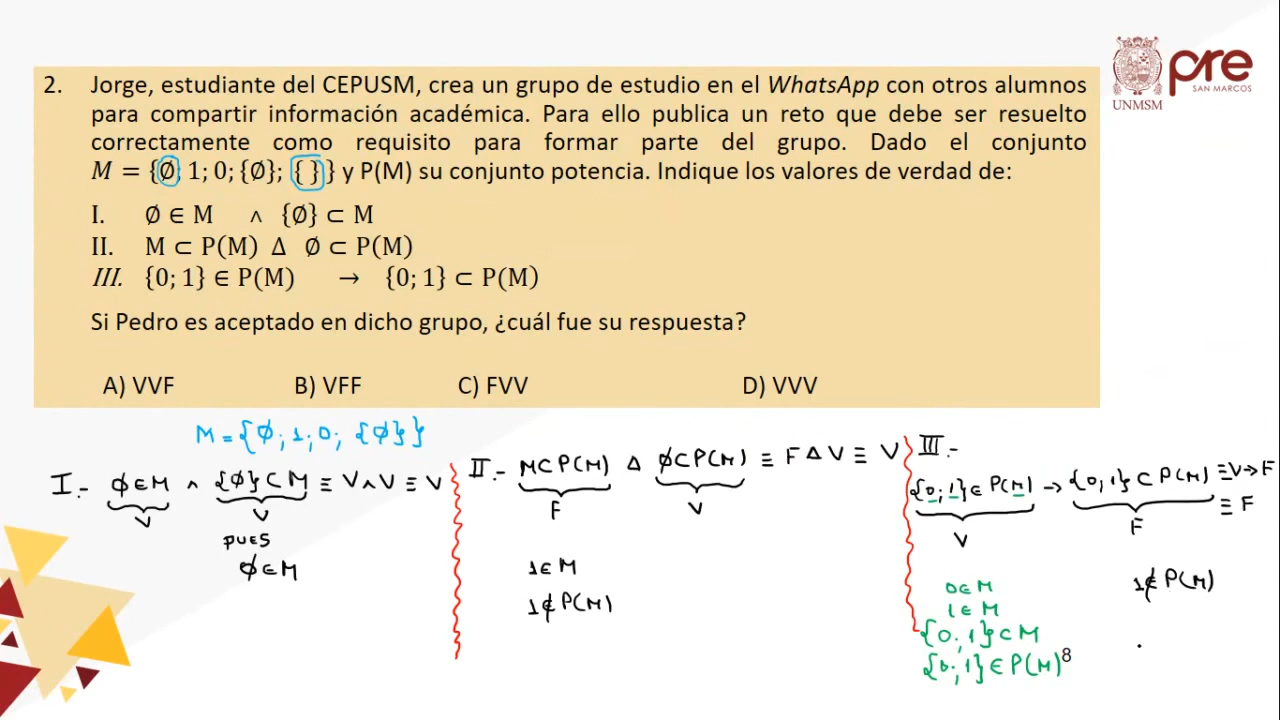 pre
SAN MARCOS
UNMSM
2. Jorge, estudiante del CEPUSM, crea un grupo de estudio en el WhatsApp con otros alumnos
para compartir información académica. Para ello publica un reto que debe ser resuelto
correctamente como requisito para formar parte del grupo. Dado el conjunto
M = {∅; 1; 0; {∅}; { } } y P(M) su conjunto potencia. Indique los valores de verdad de:
I. ∅ ∈ M ∧ {∅} ⊂ M
II. M ⊂ P(M) Δ ∅ ⊂ P(M)
III. {0; 1} ∈ P(M) → {0; 1} ⊂ P(M)
Si Pedro es aceptado en dicho grupo, ¿cuál fue su respuesta?
A) VVF B) VFF C) FVV D) VVV
M = {∅; 1; 0; {∅}}
I.- ∅ ∈ M ∧ {∅} ⊂ M ≡ V ∧ V ≡ V
V V
PUES
∅ ∈ M
II.- M ⊂ P(M) Δ ∅ ⊂ P(M) ≡ F Δ V ≡ V
F V
1 ∈ M
1 ∉ P(M)
III.-
{0; 1} ∈ P(M) → {0; 1} ⊂ P(M) ≡ V → F
≡ F
V F
1 ∉ P(M)
0 ∈ M
1 ∈ M
{0; 1} ⊂ M
{0; 1} ∈ P(M)
8